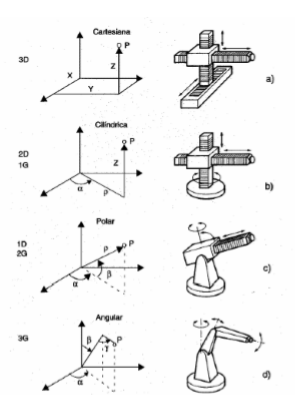 Cartesiana
3D
P
X
Z
Y
a)
Cilíndrica
2D
1G
P
Z
α
ρ
b)
Polar
1D
2G
ρ
P
α
β
c)
Angular
3G
β
γ
P
α
d)